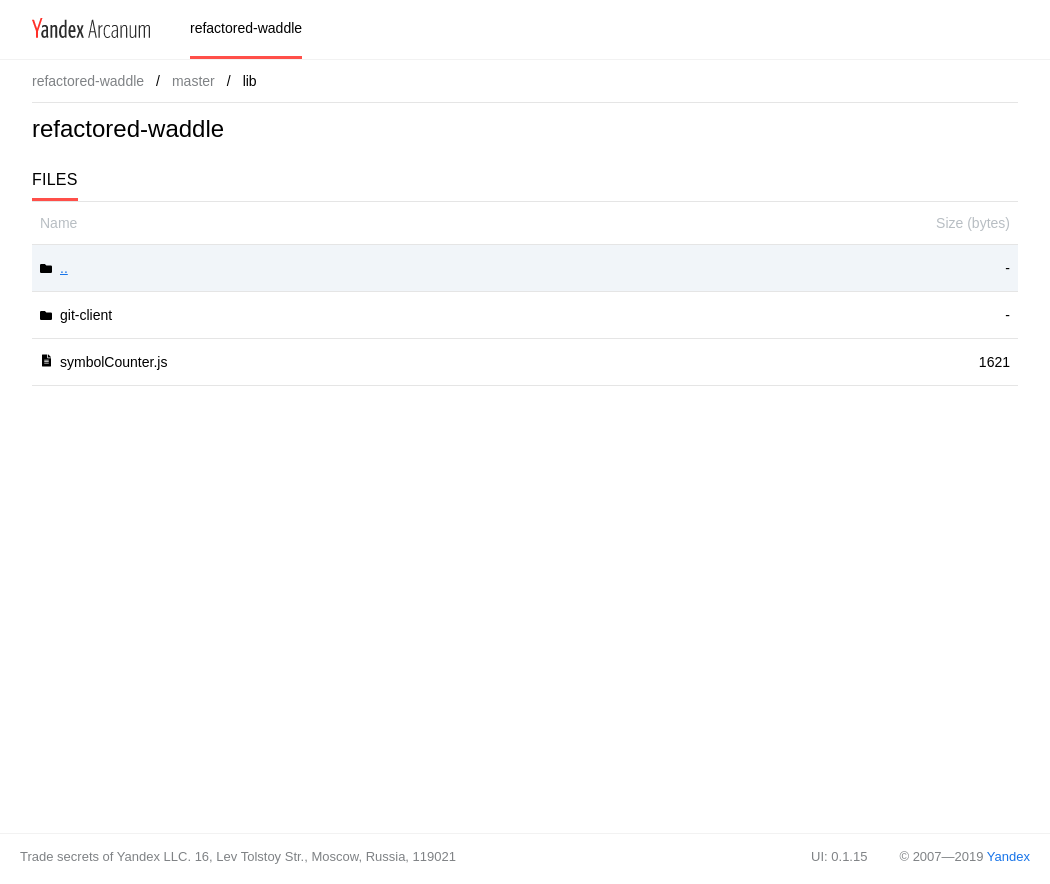 Yandex Arcanum refactored-waddle
refactored-waddle / master / lib
refactored-waddle
FILES
Name Size (bytes)
.. -
git-client -
symbolCounter.js 1621
Trade secrets of Yandex LLC. 16, Lev Tolstoy Str., Moscow, Russia, 119021 UI: 0.1.15 © 2007—2019 Yandex